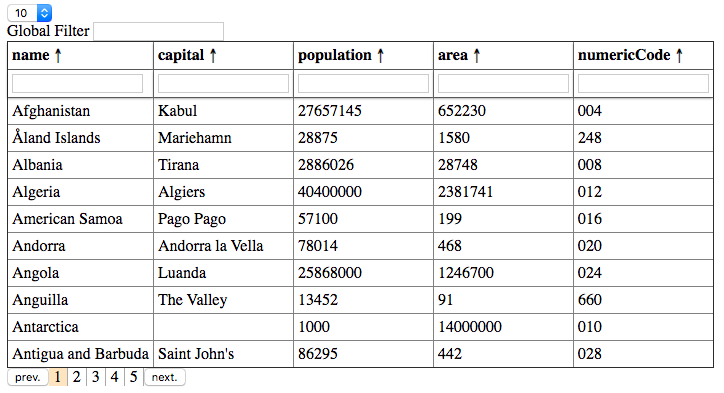 10
Global Filter
name ↑ capital ↑ population ↑ area ↑ numericCode ↑
Afghanistan Kabul 27657145 652230 004
Åland Islands Mariehamn 28875 1580 248
Albania Tirana 2886026 28748 008
Algeria Algiers 40400000 2381741 012
American Samoa Pago Pago 57100 199 016
Andorra Andorra la Vella 78014 468 020
Angola Luanda 25868000 1246700 024
Anguilla The Valley 13452 91 660
Antarctica 1000 14000000 010
Antigua and Barbuda Saint John's 86295 442 028
prev. 1 2 3 4 5 next.